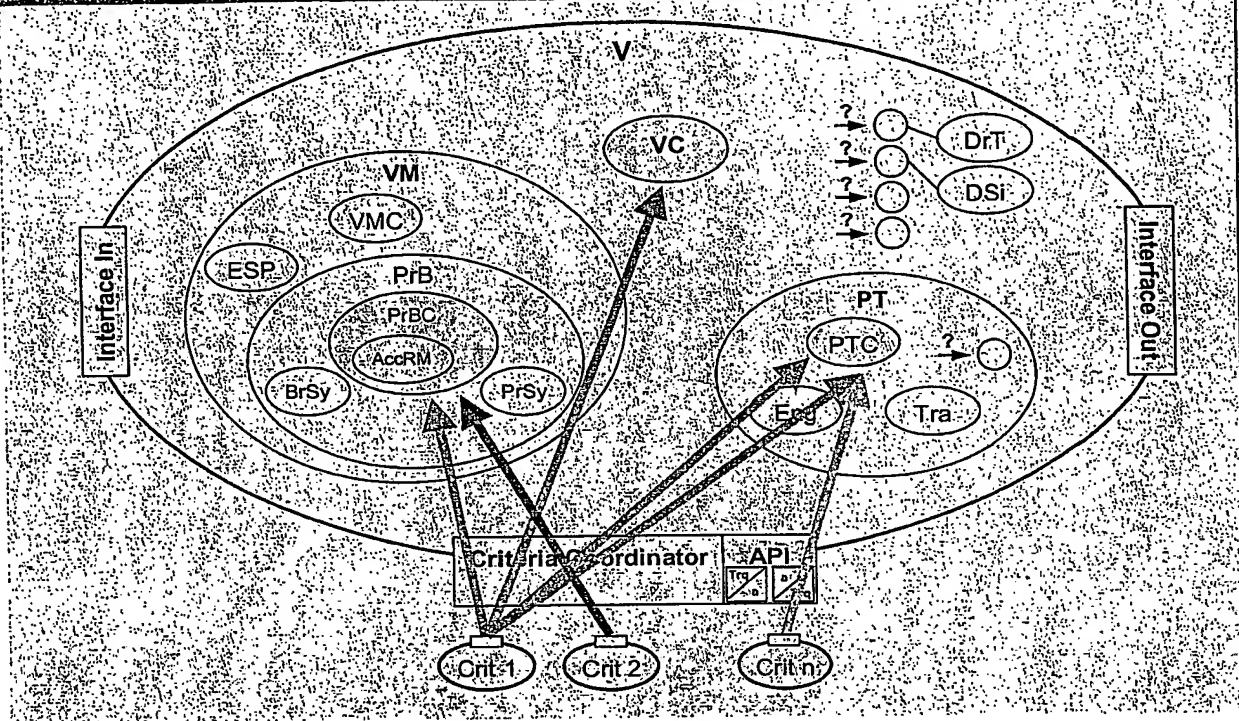 V
VC
?
DrT
?
DSi
?
?
VM
VMC
ESP
PrB
PrBC
AccRM
BrSy
PrSy
Interface In
Interface Out
PT
PTC
?
Eng
Tra
Criteria Coordinator
API
Trq
Crit 1
Crit 2
Crit n